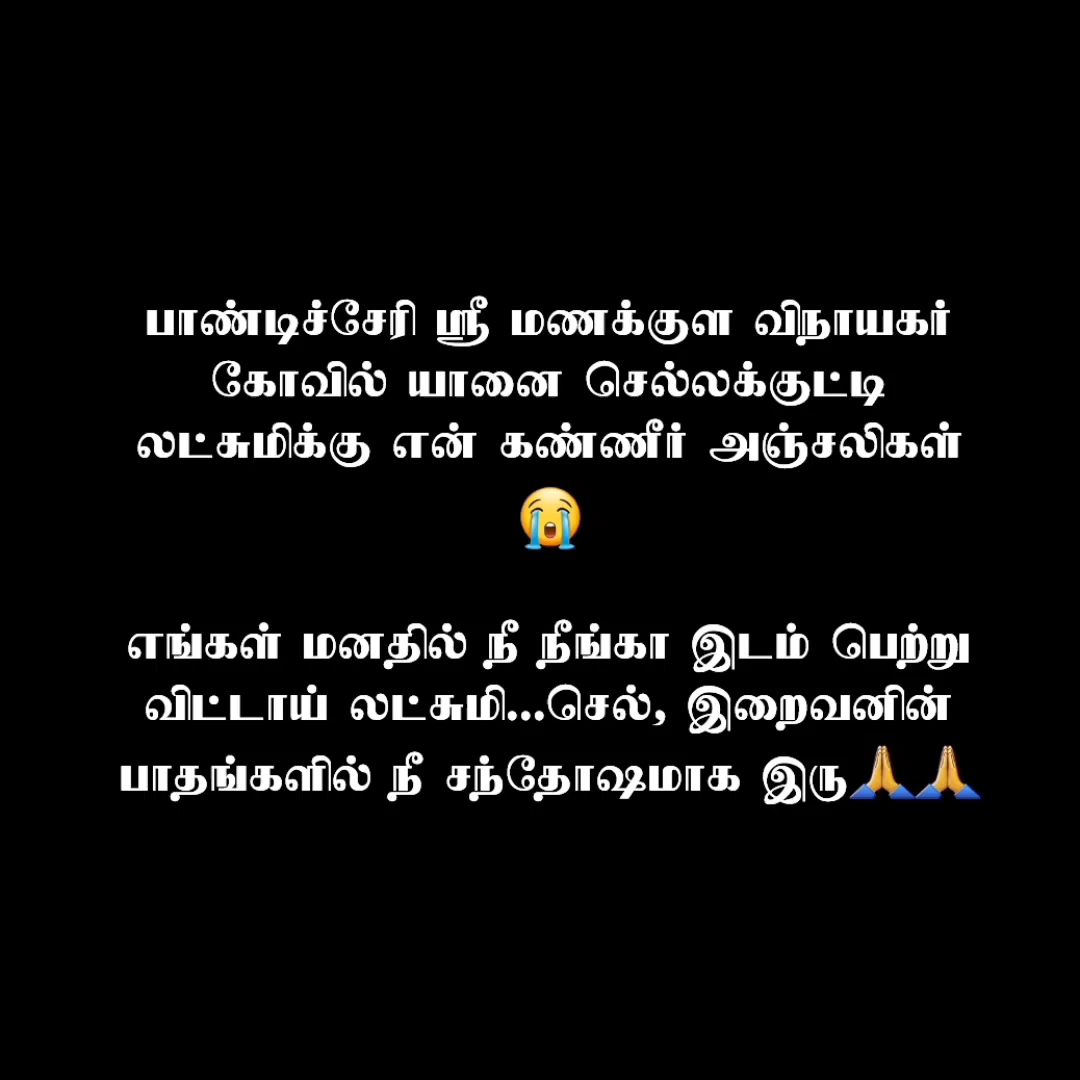 பாண்டிச்சேரி ஸ்ரீ மணக்குள விநாயகர்
கோவில் யானை செல்லக்குட்டி
லட்சுமிக்கு என் கண்ணீர் அஞ்சலிகள்
😭
எங்கள் மனதில் நீ நீங்கா இடம் பெற்று
விட்டாய் லட்சுமி...செல், இறைவனின்
பாதங்களில் நீ சந்தோஷமாக இரு🙏🙏